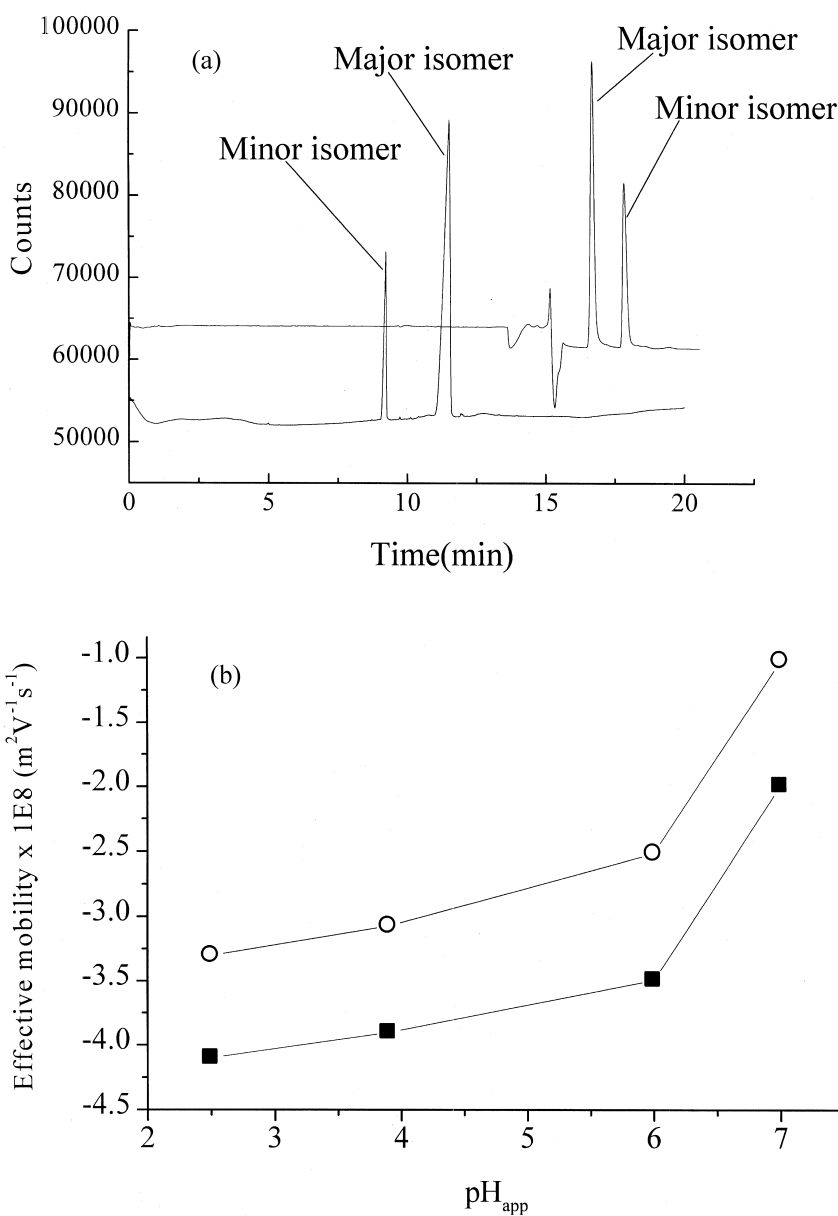 (a)
Major isomer
Major isomer
Minor isomer
Minor isomer
Counts
100000
90000
80000
70000
60000
50000
0 5 10 15 20
Time(min)
(b)
Effective mobility x 1E8 (m²V⁻¹s⁻¹)
-1.0
-1.5
-2.0
-2.5
-3.0
-3.5
-4.0
-4.5
2 3 4 5 6 7
pHapp